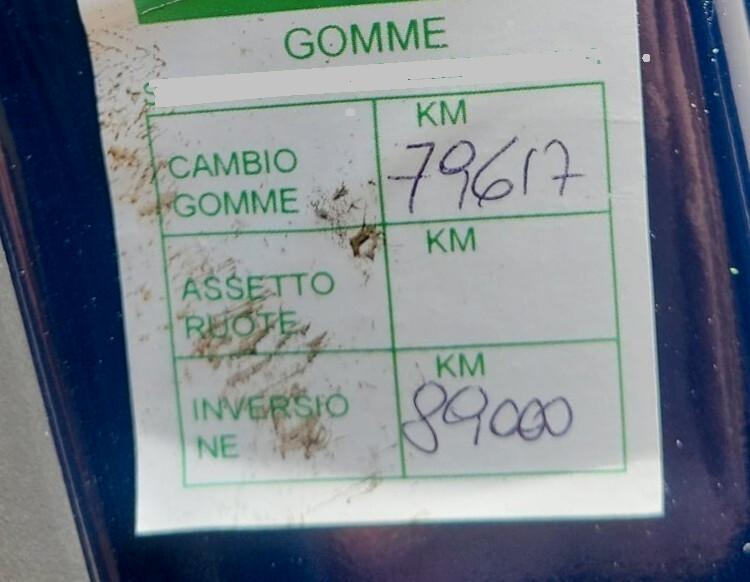 GOMME
KM
CAMBIO
GOMME
79617
KM
ASSETTO
RUOTE
KM
INVERSIO
NE
89000